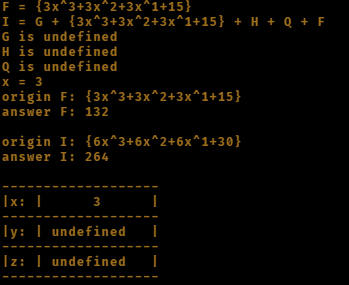 F = {3x^3+3x^2+3x^1+15}
I = G + {3x^3+3x^2+3x^1+15} + H + Q + F
G is undefined
H is undefined
Q is undefined
x = 3
origin F: {3x^3+3x^2+3x^1+15}
answer F: 132
origin I: {6x^3+6x^2+6x^1+30}
answer I: 264
-------------------
|x: |      3      |
-------------------
|y: |  undefined  |
-------------------
|z: |  undefined  |
-------------------